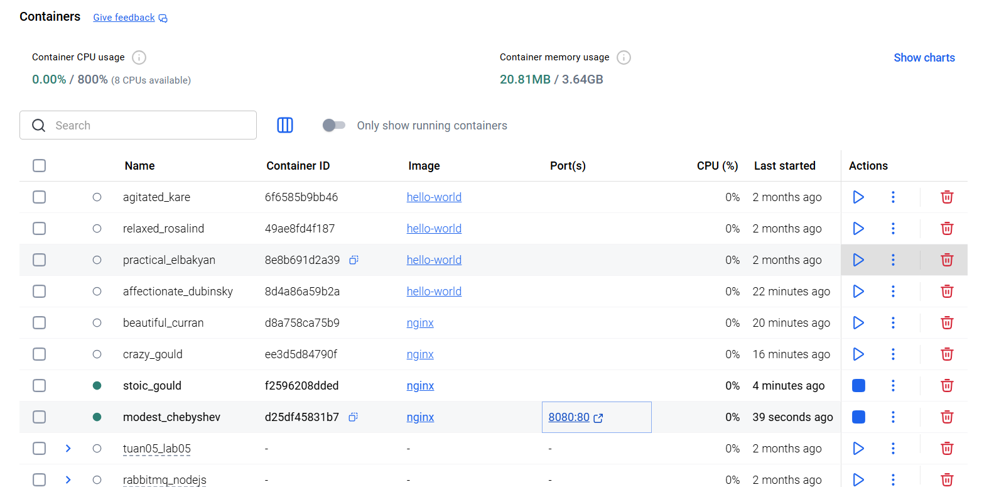 Containers Give feedback
Container CPU usage
0.00% / 800% (8 CPUs available)
Container memory usage
20.81MB / 3.64GB
Show charts
Search
Only show running containers
Name Container ID Image Port(s) CPU (%) Last started Actions
agitated_kare 6f6585b9bb46 hello-world 0% 2 months ago
relaxed_rosalind 49ae8fd4f187 hello-world 0% 2 months ago
practical_elbakyan 8e8b691d2a39 hello-world 0% 2 months ago
affectionate_dubinsky 8d4a86a59b2a hello-world 0% 22 minutes ago
beautiful_curran d8a758ca75b9 nginx 0% 20 minutes ago
crazy_gould ee3d5d84790f nginx 0% 16 minutes ago
stoic_gould f2596208dded nginx 0% 4 minutes ago
modest_chebyshev d25df45831b7 nginx 8080:80 0% 39 seconds ago
tuan05_lab05 - - - 0% 2 months ago
rabbitmq_nodejs - - - 0% 2 months ago